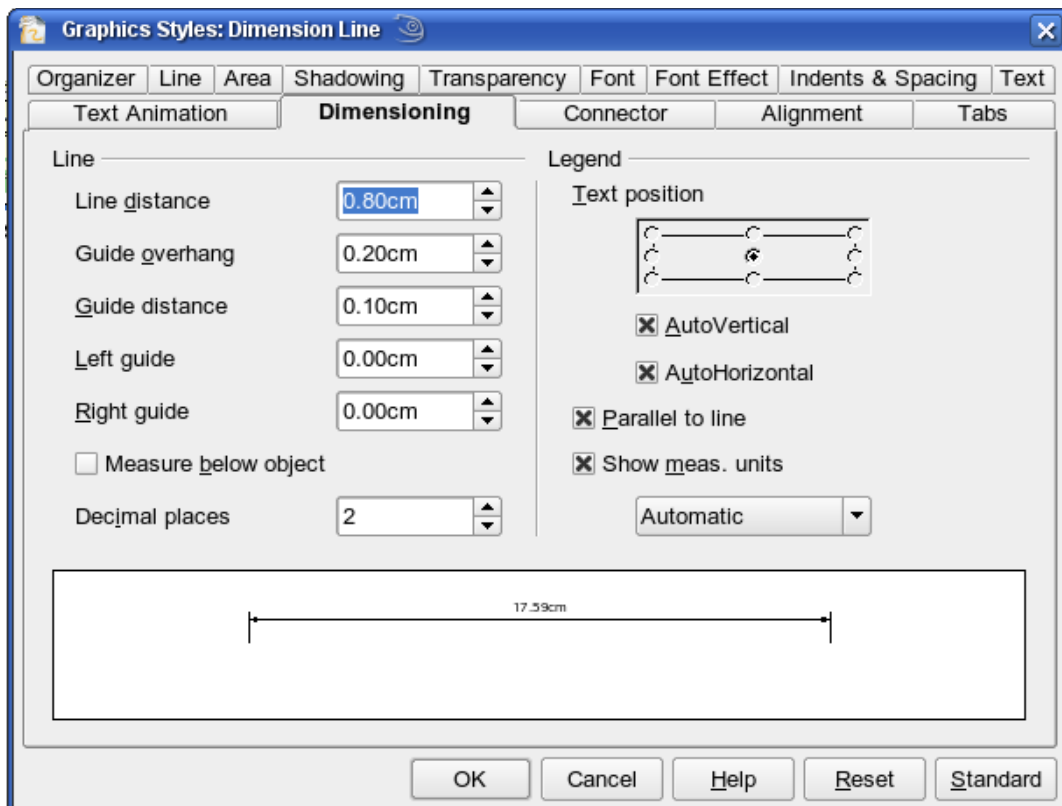 Graphics Styles: Dimension Line
Organizer Line Area Shadowing Transparency Font Font Effect Indents & Spacing Text
Text Animation Dimensioning Connector Alignment Tabs
Line
Line distance 0.80cm
Guide overhang 0.20cm
Guide distance 0.10cm
Left guide 0.00cm
Right guide 0.00cm
Measure below object
Decimal places 2
Legend
Text position
AutoVertical
AutoHorizontal
Parallel to line
Show meas. units
Automatic
17.59cm
OK Cancel Help Reset Standard